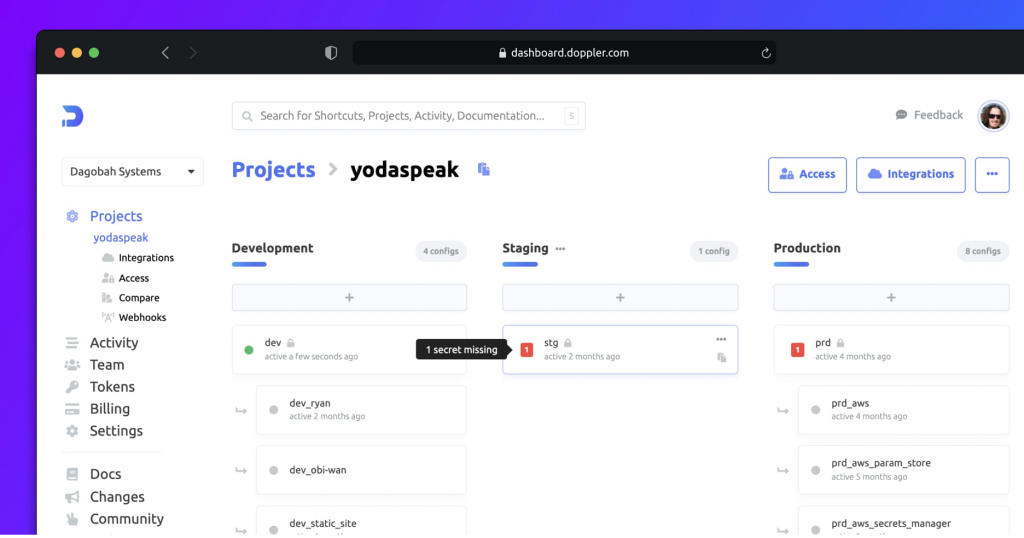 dashboard.doppler.com
Search for Shortcuts, Projects, Activity, Documentation...
S
Feedback
Dagobah Systems
Projects
yodaspeak
Access
Integrations
Projects
yodaspeak
Integrations
Access
Compare
Webhooks
Activity
Team
Tokens
Billing
Settings
Docs
Changes
Community
Development
4 configs
+
dev
active a few seconds ago
dev_ryan
active 2 months ago
dev_obi-wan
dev_static_site
Staging
1 config
+
1 secret missing
1
stg
active 2 months ago
Production
8 configs
+
1
prd
active 4 months ago
prd_aws
active 4 months ago
prd_aws_param_store
active 5 months ago
prd_aws_secrets_manager